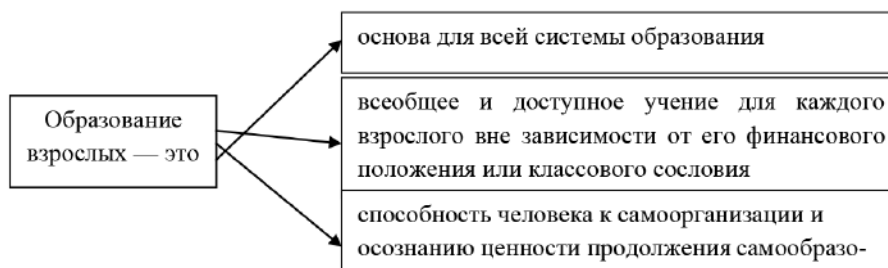 основа для всей системы образования
Образование
взрослых — это
всеобщее и доступное учение для каждого
взрослого вне зависимости от его финансового
положения или классового сословия
способность человека к самоорганизации и
осознанию ценности продолжения самообразо-